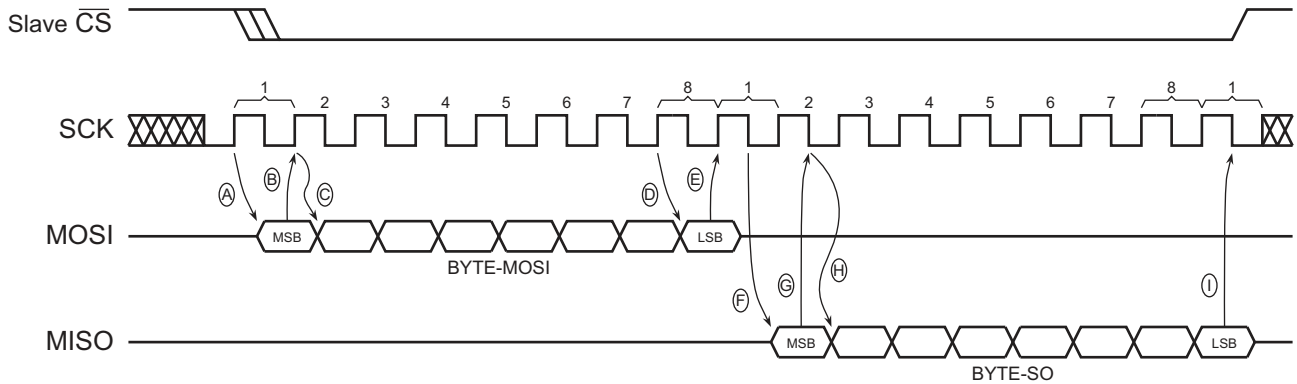 Slave CS
1 2 3 4 5 6 7 8 1 2 3 4 5 6 7 8 1
SCK
A B C D E
MOSI MSB LSB
BYTE-MOSI
F G H I
MISO MSB LSB
BYTE-SO